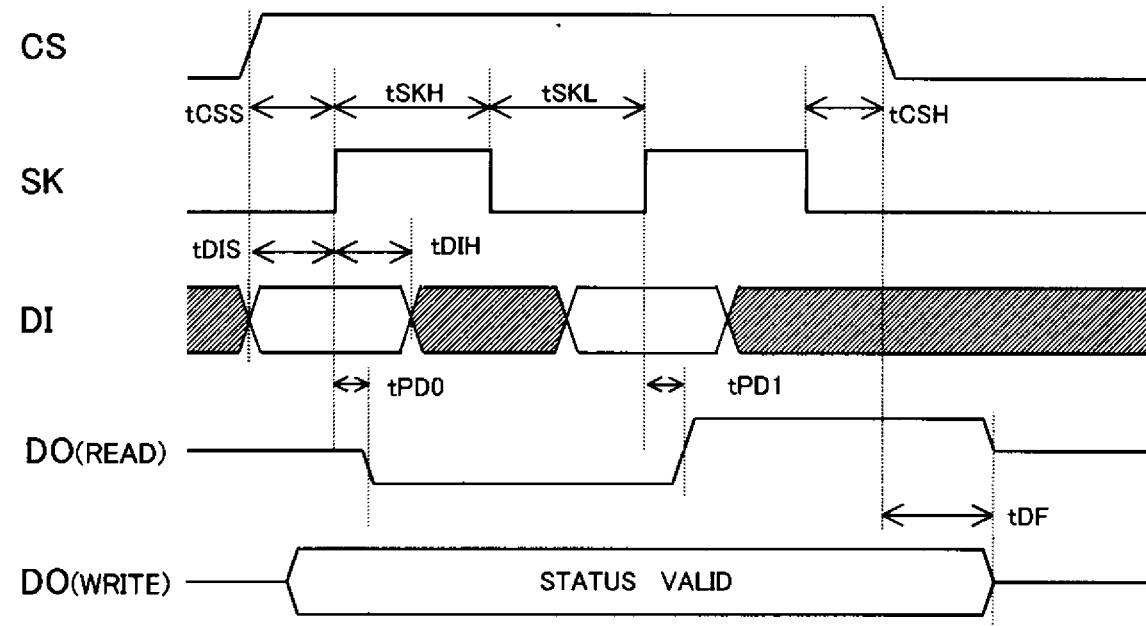 CS
tCSS
tSKH
tSKL
tCSH
SK
tDIS
tDIH
DI
tPD0
tPD1
DO(READ)
tDF
DO(WRITE)
STATUS VALID